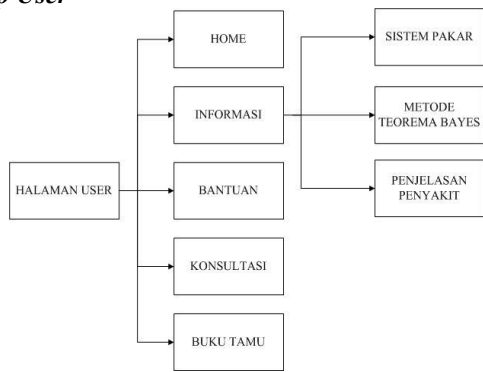 User
HOME
INFORMASI
BANTUAN
KONSULTASI
BUKU TAMU
HALAMAN USER
SISTEM PAKAR
METODE
TEOREMA BAYES
PENJELASAN
PENYAKIT